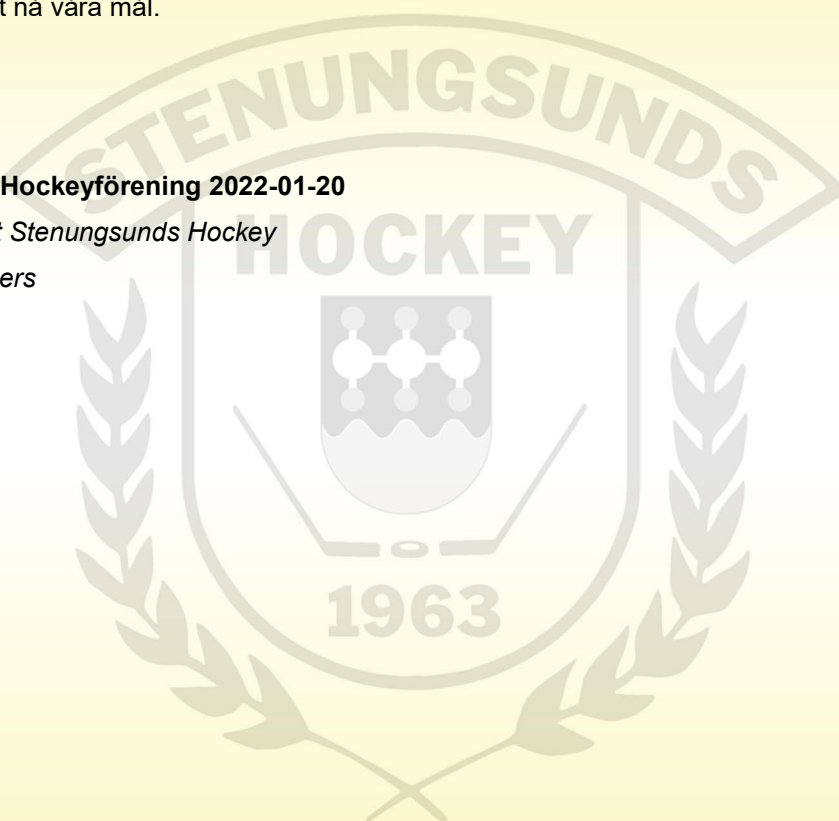 t nå våra mål.
STENUNGSUNDS
Hockeyförening 2022-01-20
t Stenungsunds Hockey
HOCKEY
ers
1963